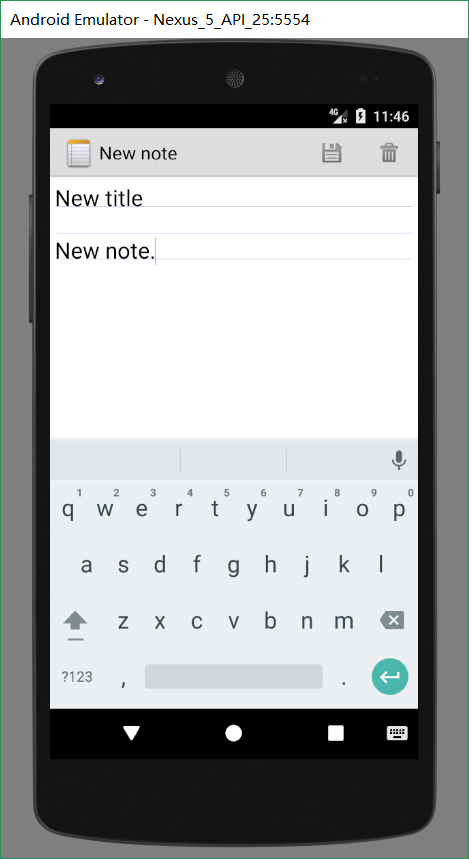 Android Emulator - Nexus_5_API_25:5554
4G 11:46
New note
New title
New note.
1 2 3 4 5 6 7 8 9 0
q w e r t y u i o p
a s d f g h j k l
z x c v b n m
?123 , .